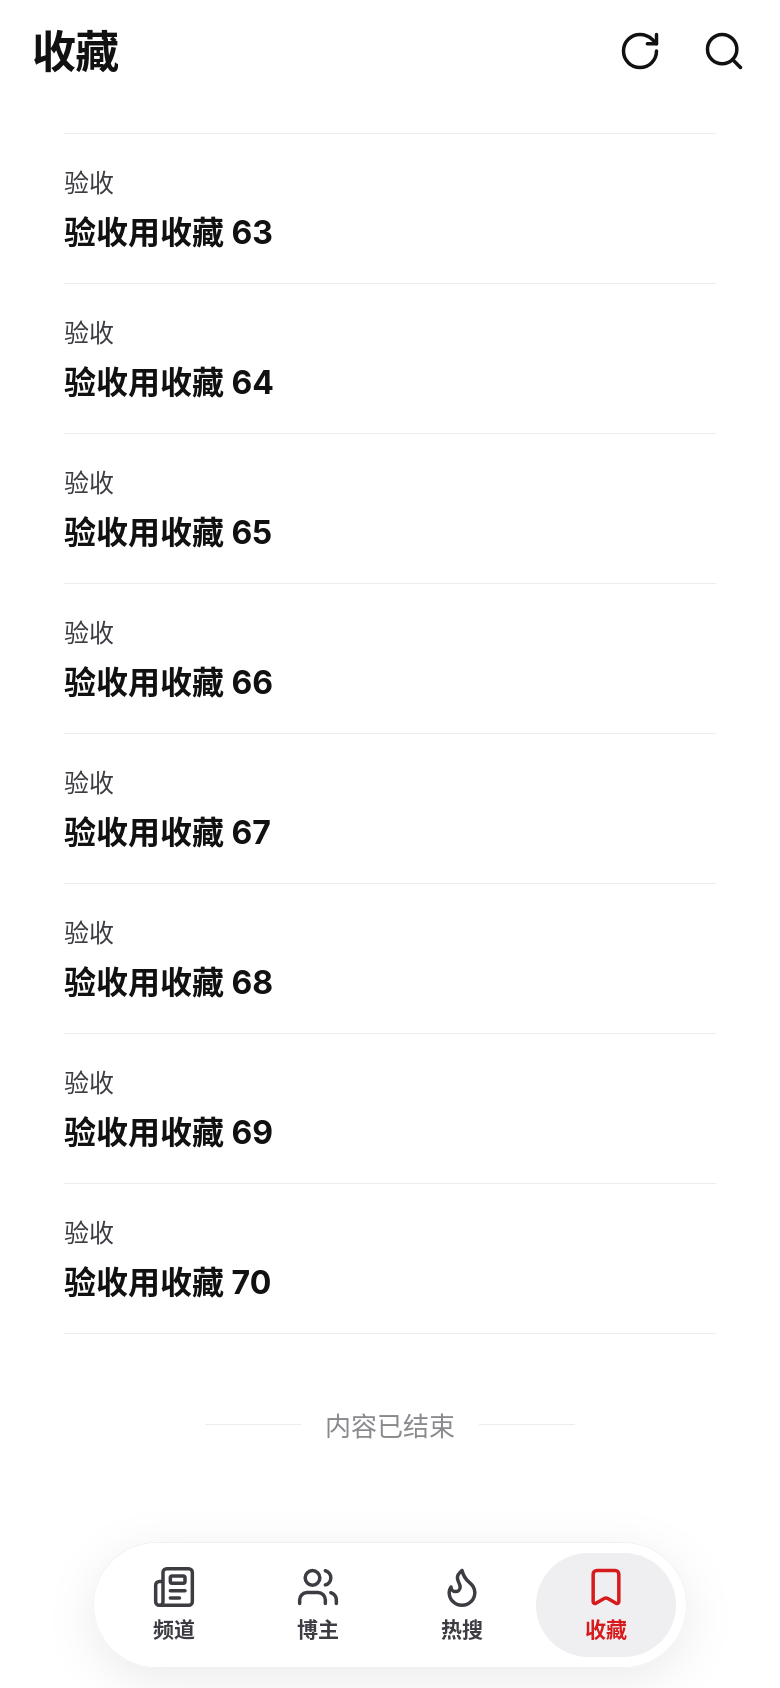 收藏
验收
验收用收藏 63
验收
验收用收藏 64
验收
验收用收藏 65
验收
验收用收藏 66
验收
验收用收藏 67
验收
验收用收藏 68
验收
验收用收藏 69
验收
验收用收藏 70
内容已结束
频道 博主 热搜 收藏